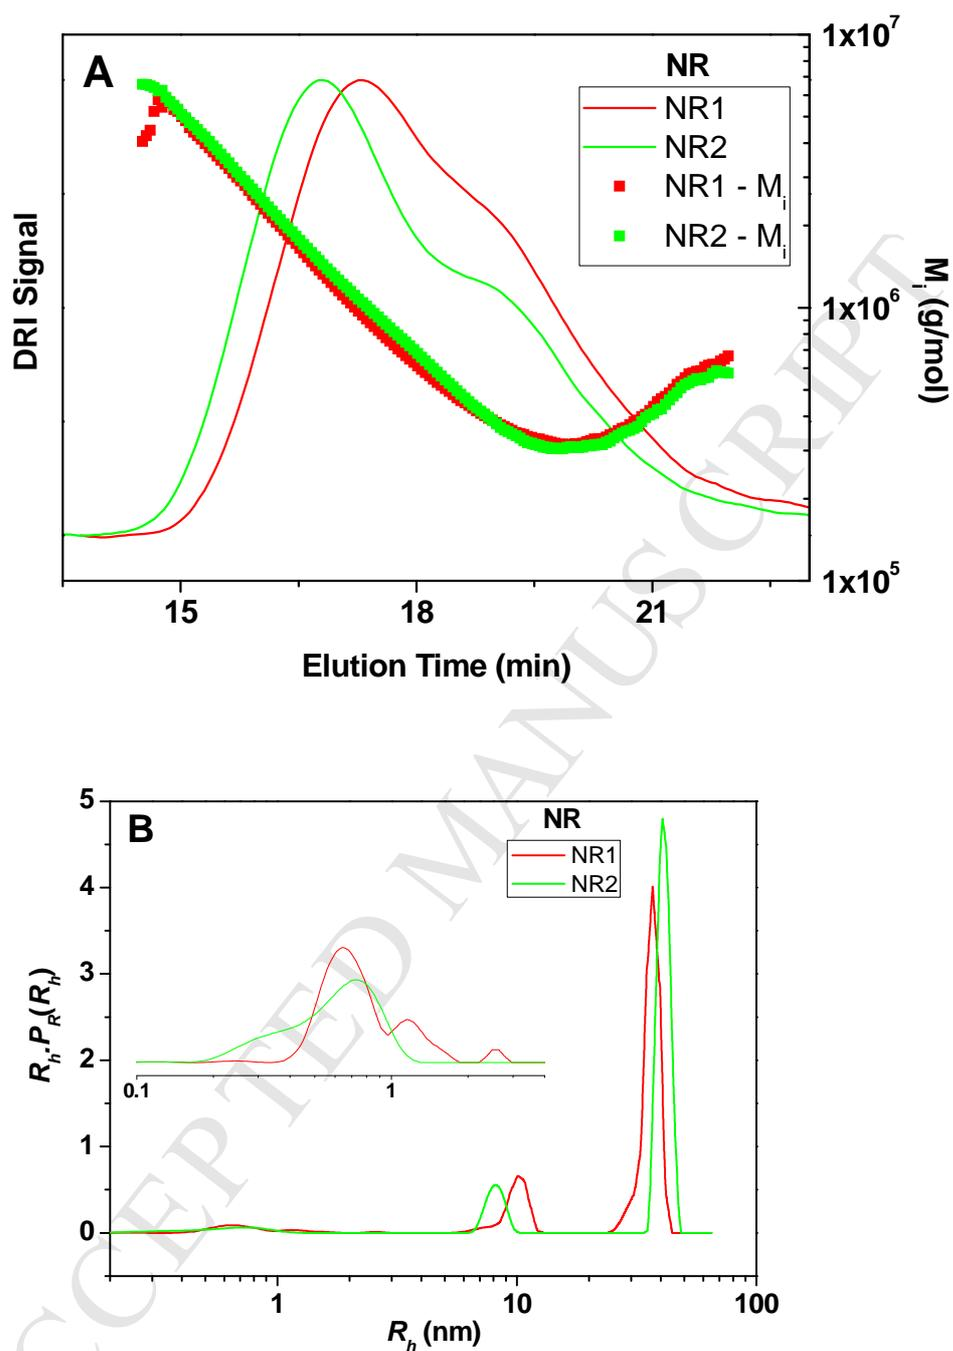 A
NR
NR1
NR2
NR1 - Mi
NR2 - Mi
DRI Signal
1x10^7
1x10^6
1x10^5
Mi (g/mol)
15
18
21
Elution Time (min)
B
NR
NR1
NR2
5
4
3
2
1
0
Rh.PR(Rh)
0.1
1
1
10
100
Rh (nm)
CCEPTED MANUSCRIPT